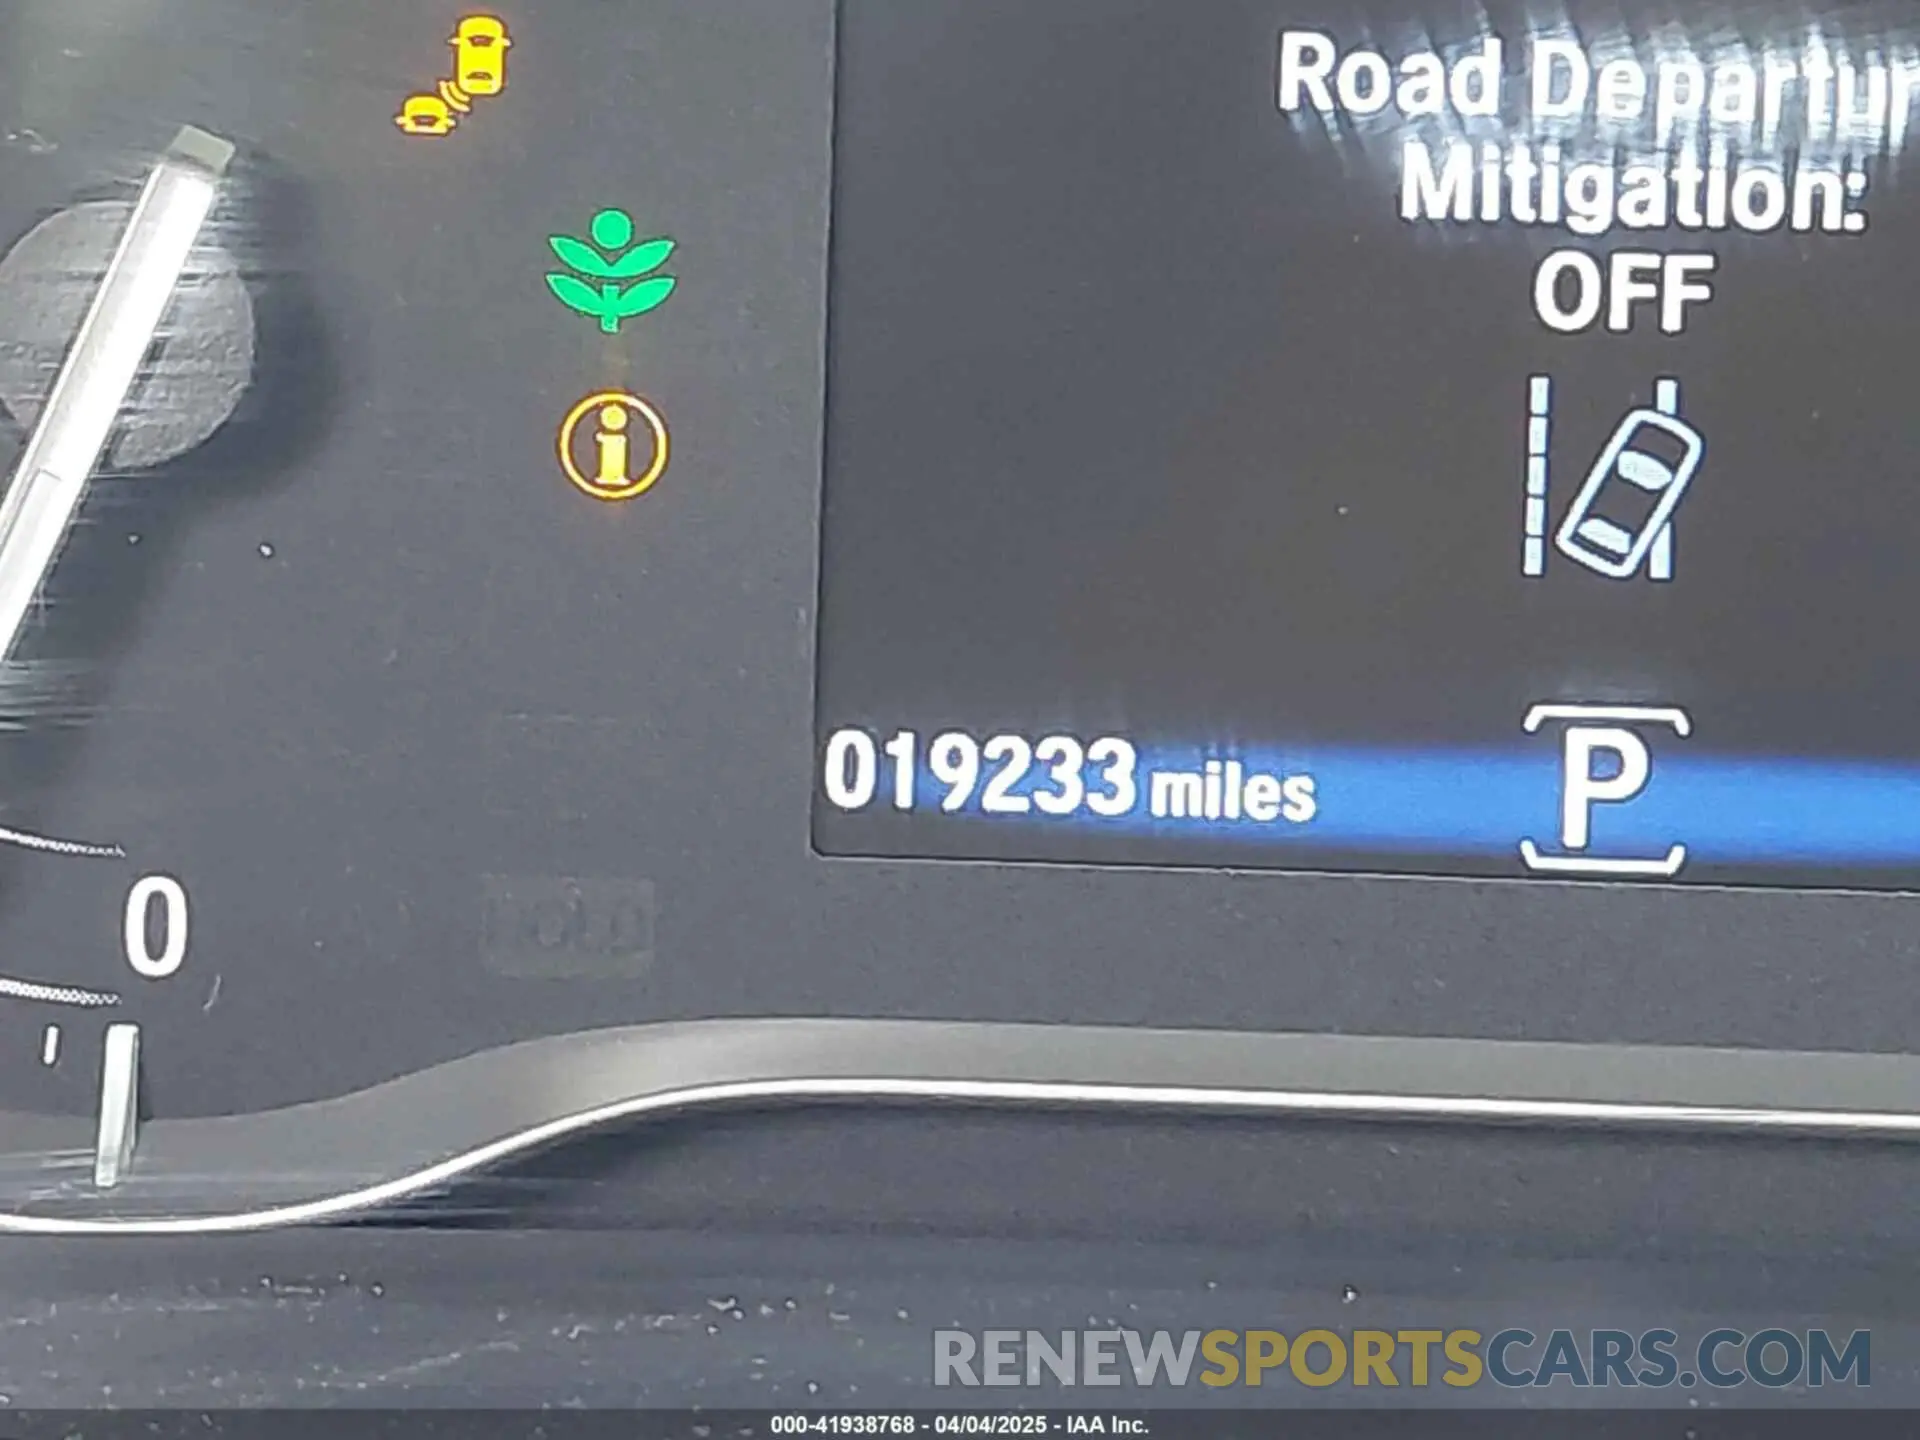 Road Departur
Mitigation:
OFF
019233 miles
P
0
RENEWSPORTSCARS.COM
000-41938768 - 04/04/2025 - IAA Inc.